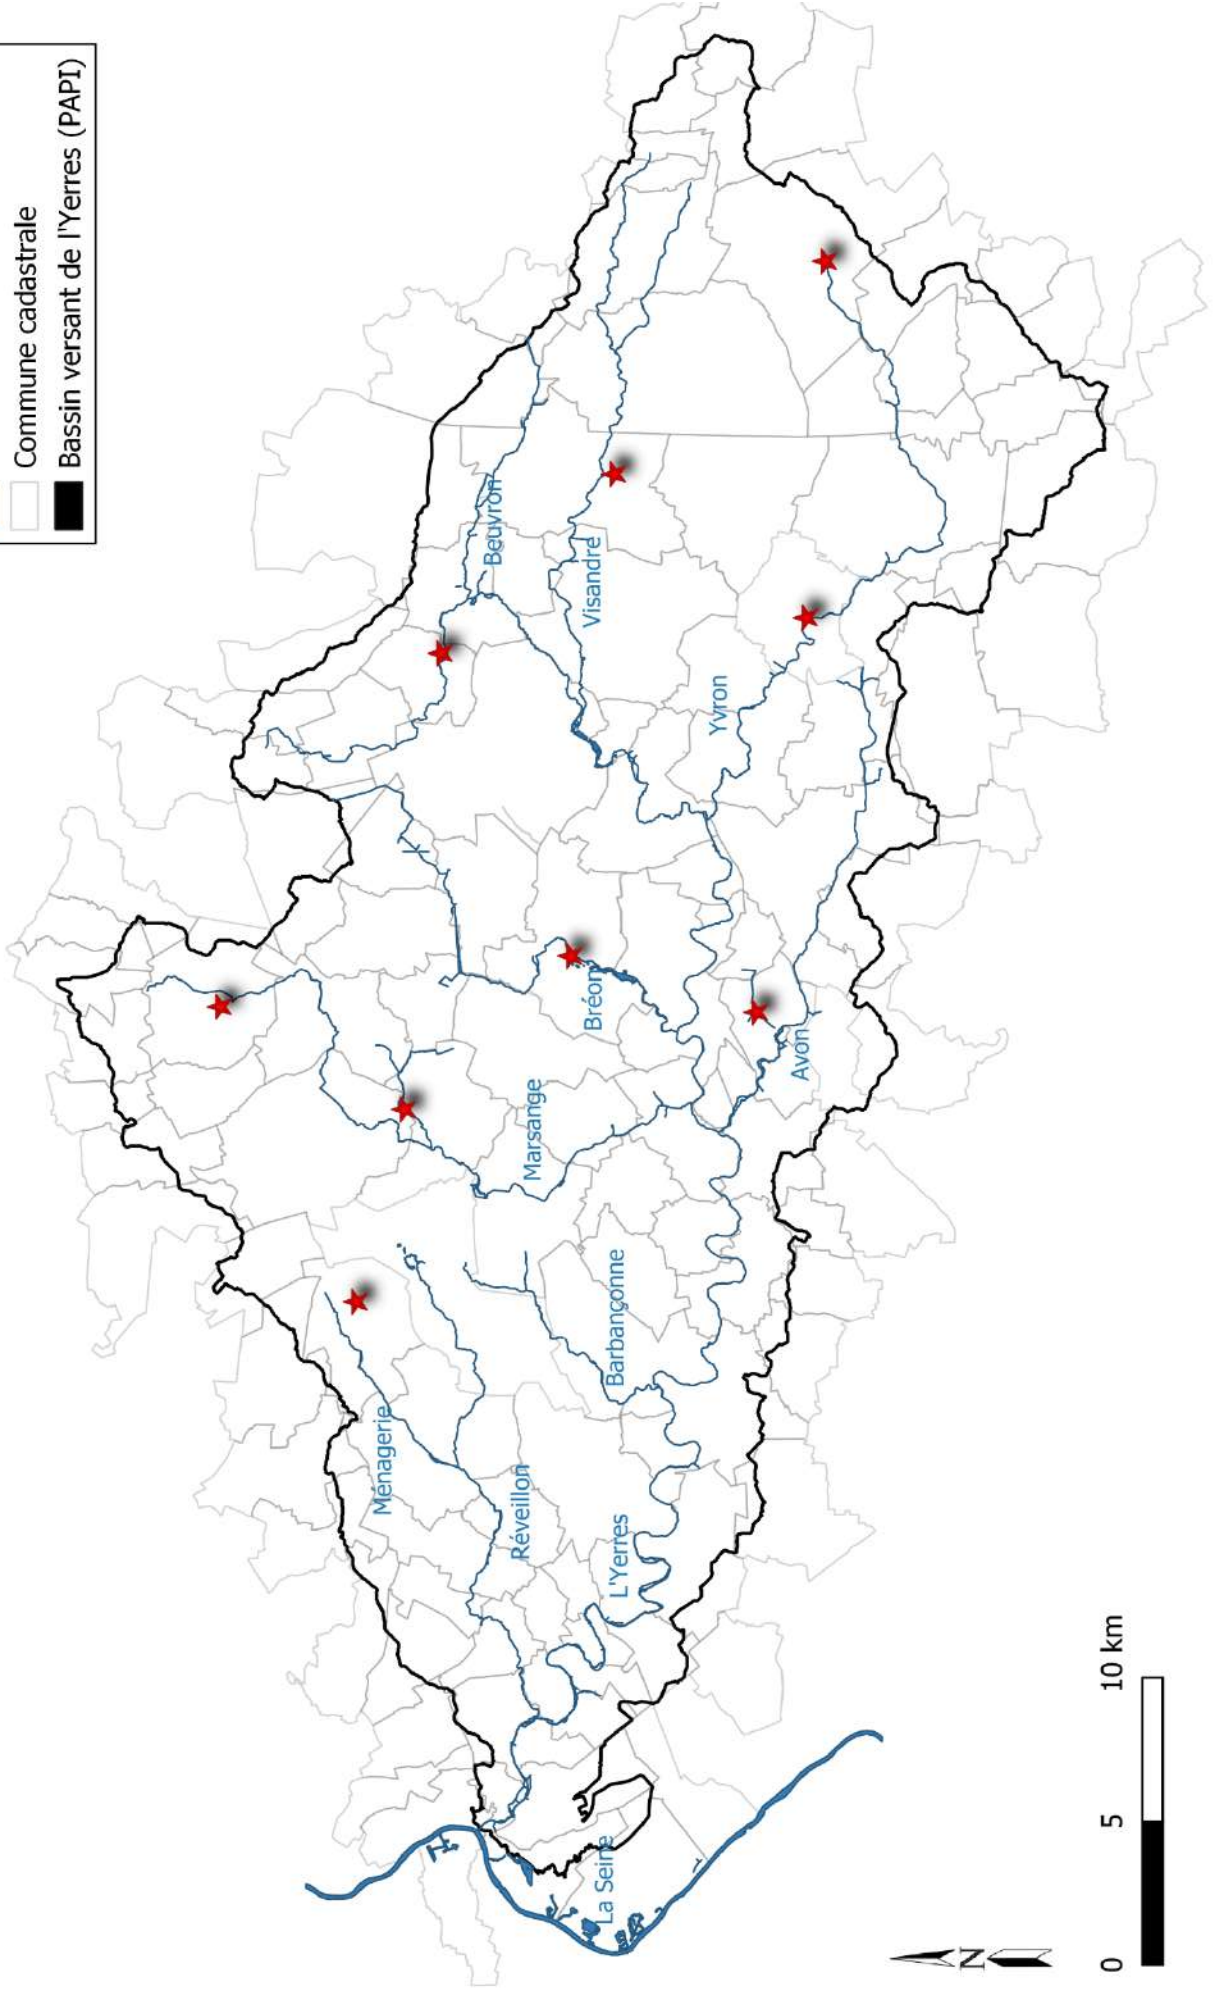 Commune cadastrale
Bassin versant de l'Yerres (PAPI)
Beuvron
Visandre
Yvron
Bréon
Avon
Marsange
Barbançonne
Ménagerie
Réveillon
L'Yerres
La Seine
N
0 5 10 km